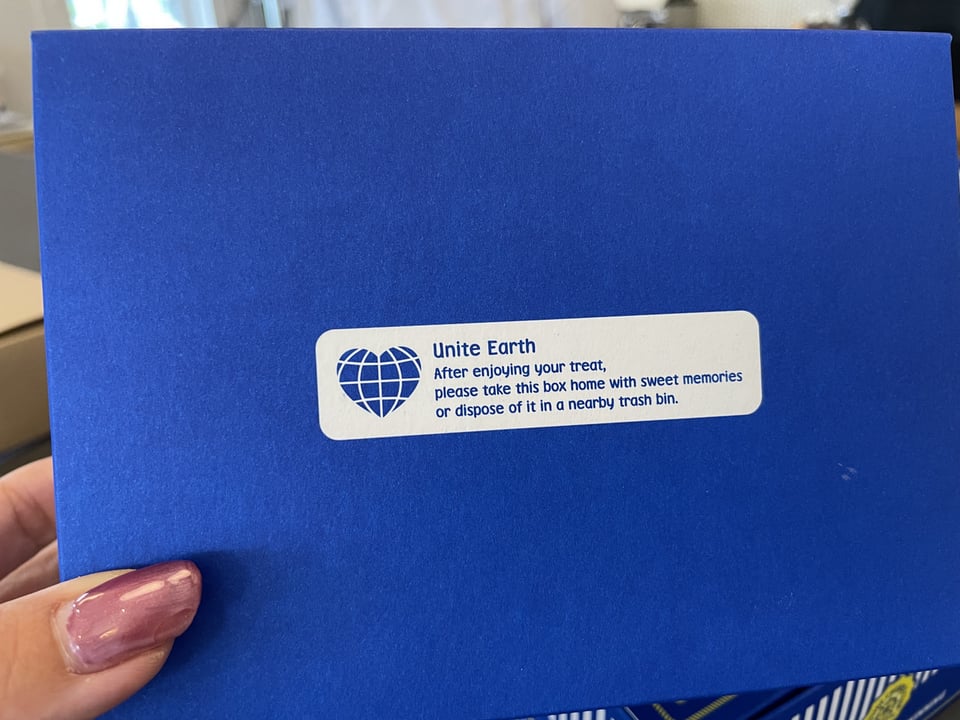 Unite Earth
After enjoying your treat,
please take this box home with sweet memories
or dispose of it in a nearby trash bin.